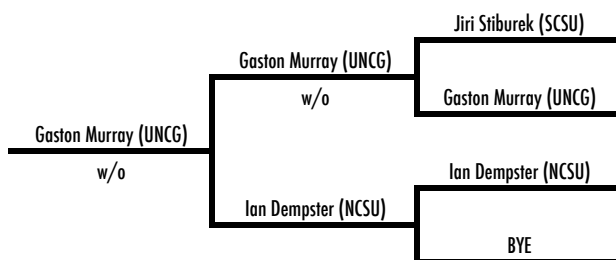 Jiri Stiburek (SCSU)
Gaston Murray (UNCG)
w/o
Gaston Murray (UNCG)
Gaston Murray (UNCG)
w/o
Ian Dempster (NCSU)
Ian Dempster (NCSU)
BYE